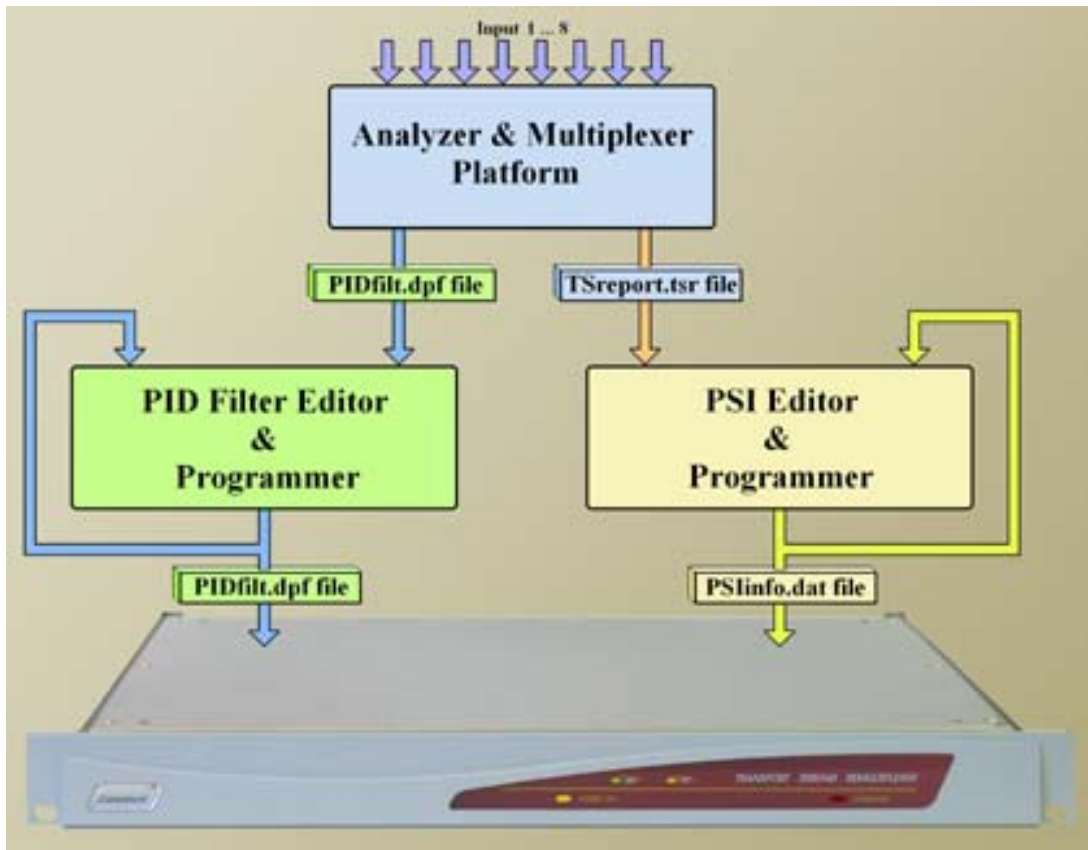 Input 1 ... 8
Analyzer & Multiplexer
Platform
PIDfilt.dpf file
TSreport.tsr file
PID Filter Editor
&
Programmer
PSI Editor
&
Programmer
PIDfilt.dpf file
PSIinfo.dat file
TRANSPORT STREAM REMULTIPLEXER